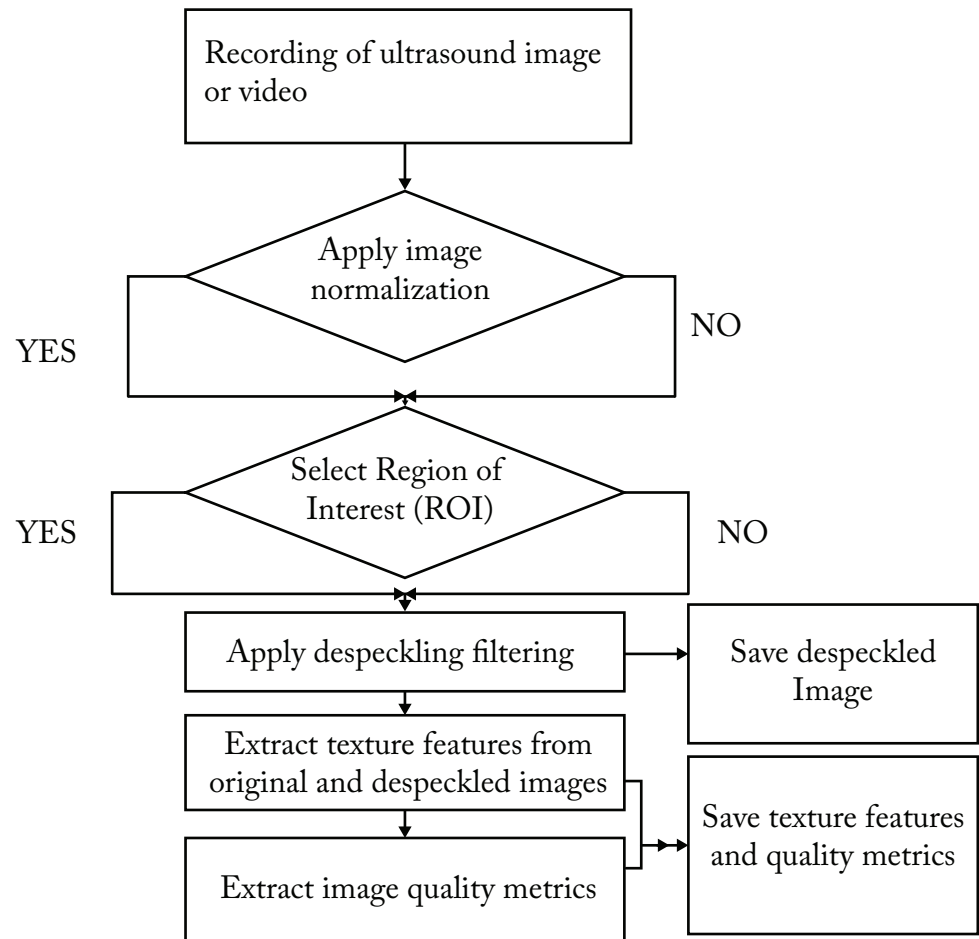 Recording of ultrasound image
or video
Apply image
normalization
YES
NO
Select Region of
Interest (ROI)
YES
NO
Apply despeckling filtering
Save despeckled
Image
Extract texture features from
original and despeckled images
Save texture features
and quality metrics
Extract image quality metrics